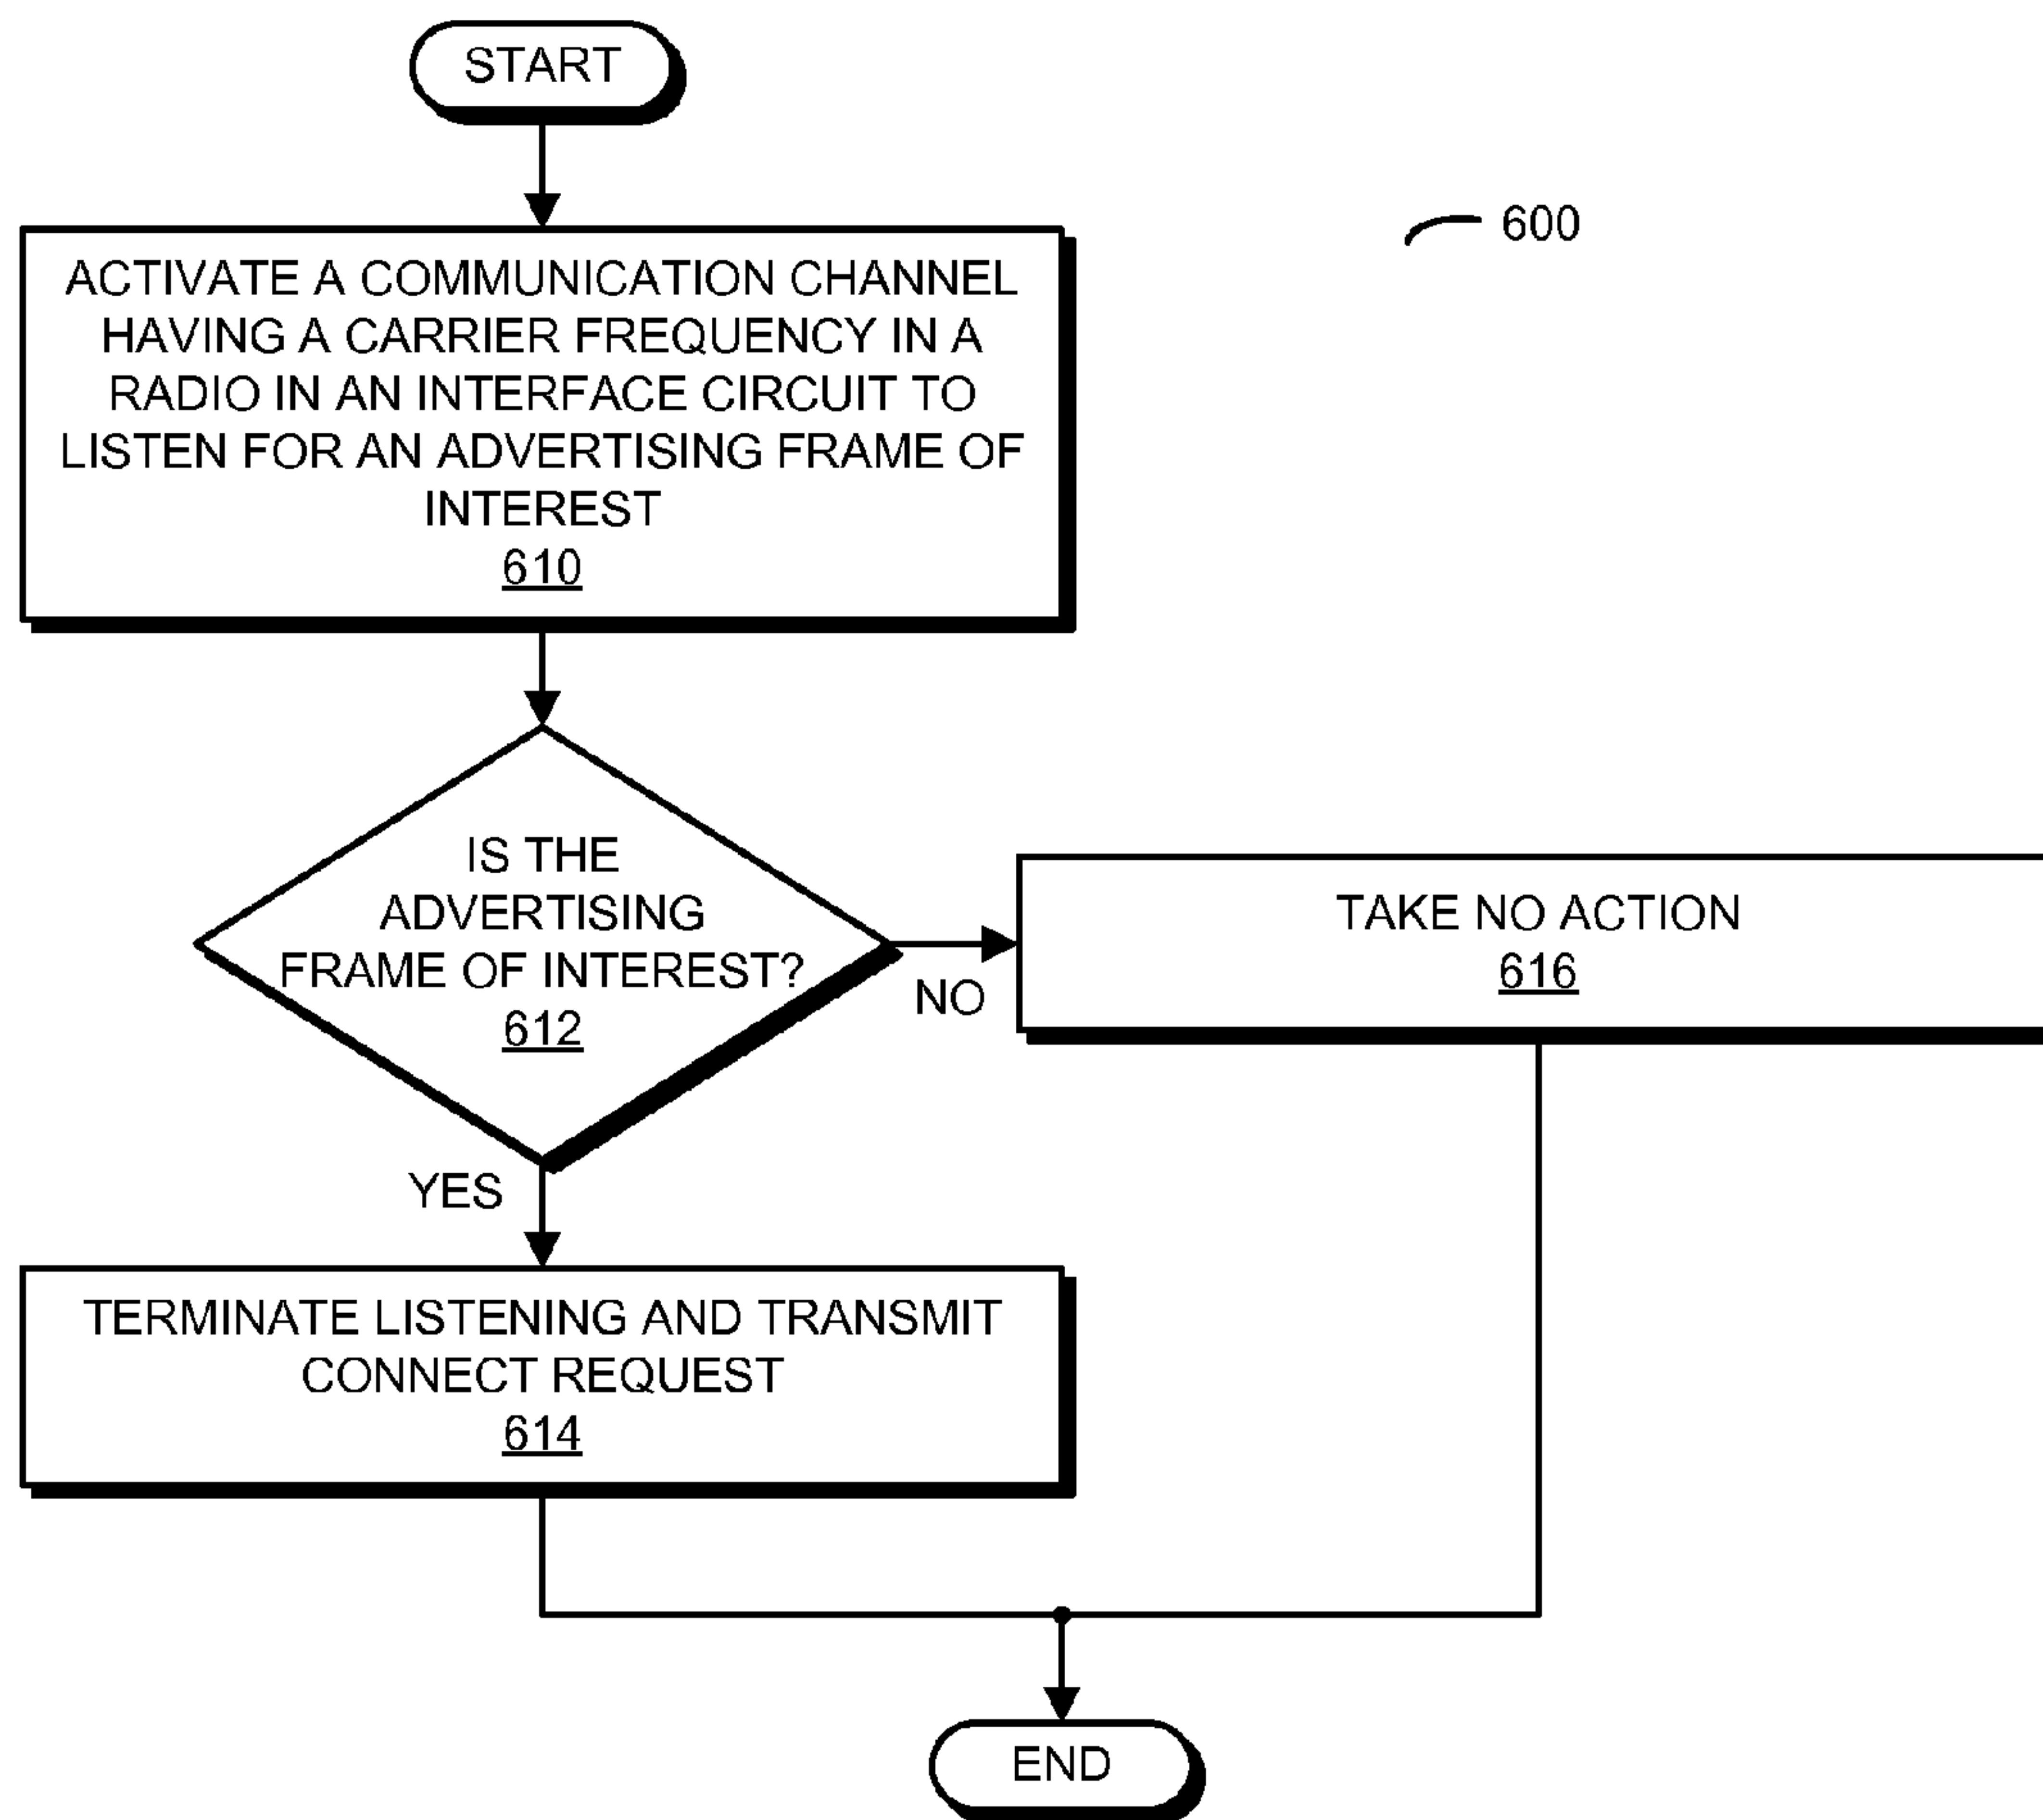 START
600
ACTIVATE A COMMUNICATION CHANNEL
HAVING A CARRIER FREQUENCY IN A
RADIO IN AN INTERFACE CIRCUIT TO
LISTEN FOR AN ADVERTISING FRAME OF
INTEREST
610
IS THE
ADVERTISING
FRAME OF INTEREST?
612
NO
TAKE NO ACTION
616
YES
TERMINATE LISTENING AND TRANSMIT
CONNECT REQUEST
614
END